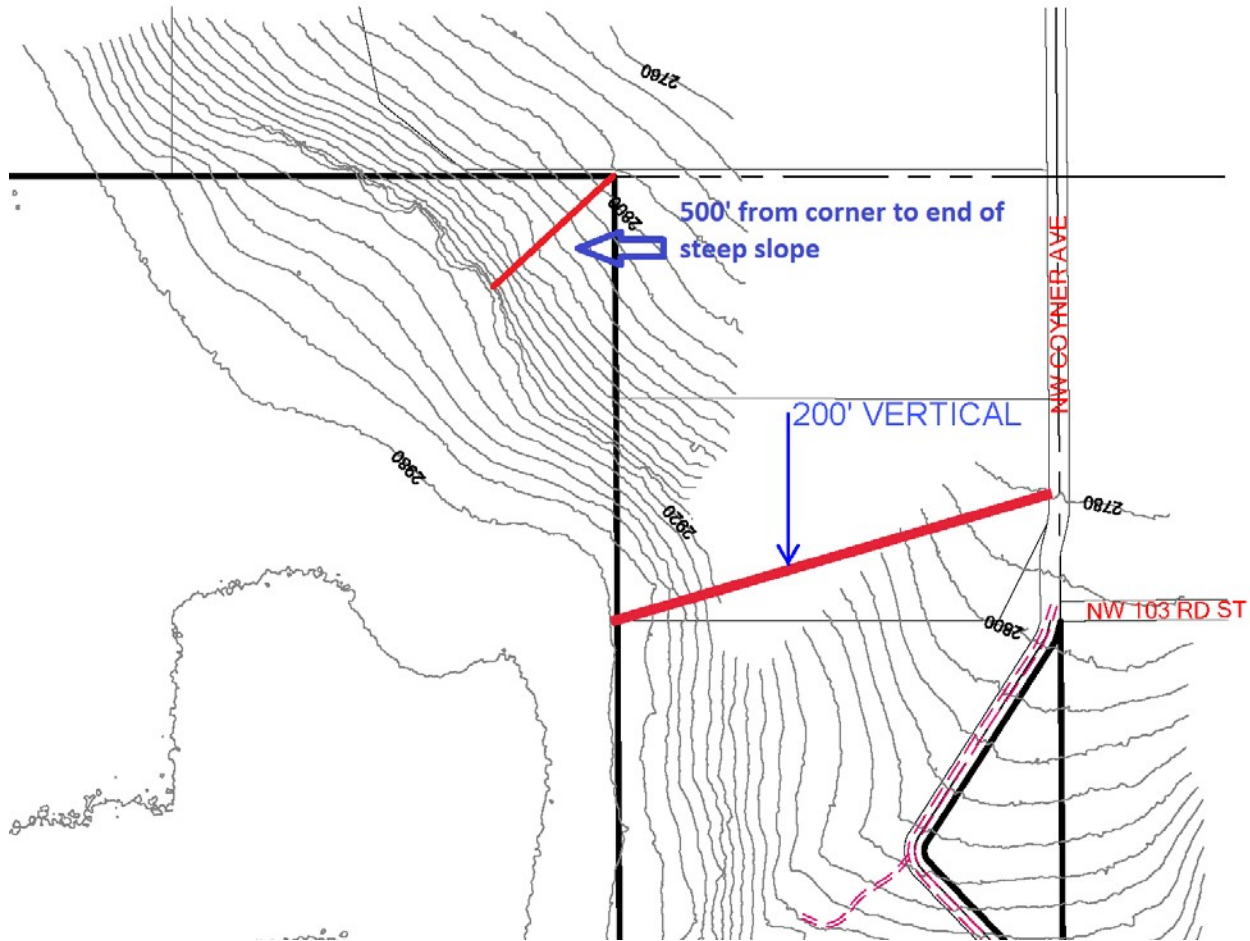 2760
2800
500' from corner to end of
steep slope
NW COYNER AVE
200' VERTICAL
2980
2920
2780
2800
NW 103 RD ST